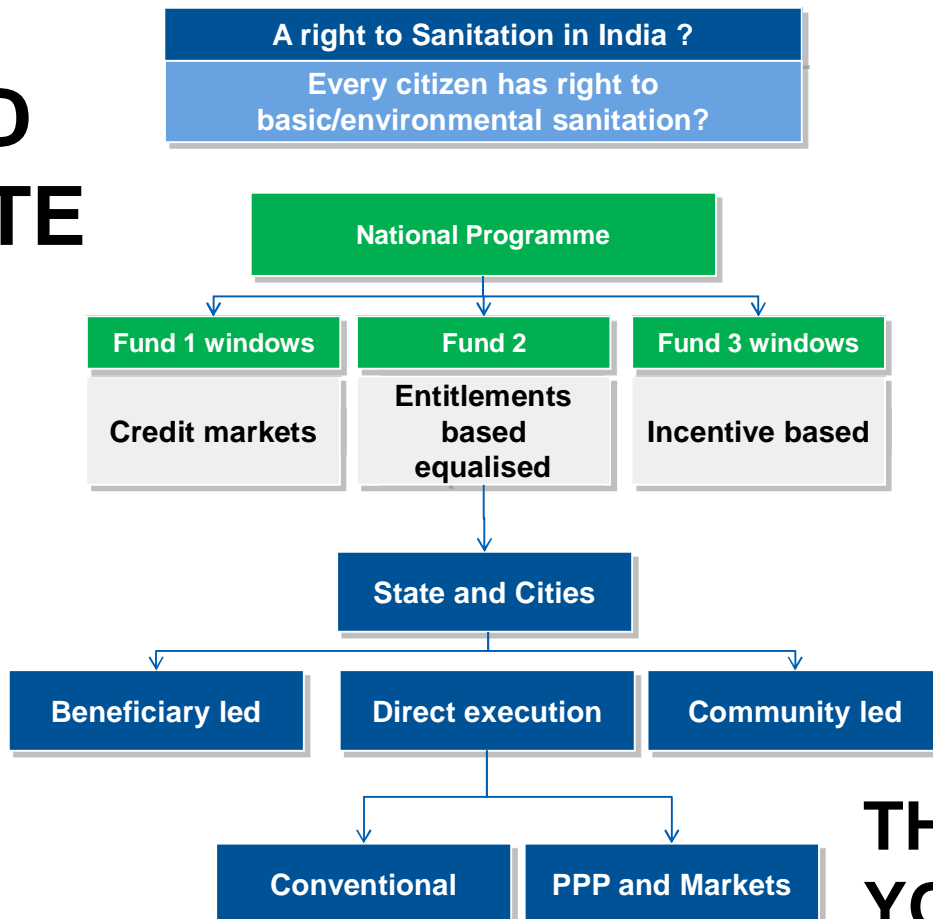 A right to Sanitation in India ?
Every citizen has right to
basic/environmental sanitation?
D
TE
National Programme
Fund 1 windows
Fund 2
Fund 3 windows
Credit markets
Entitlements
based
equalised
Incentive based
State and Cities
Beneficiary led
Direct execution
Community led
Conventional
PPP and Markets